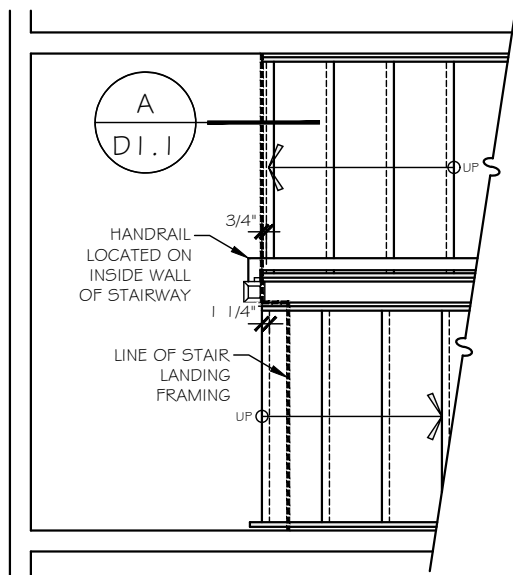 A
D1.1
UP
3/4"
HANDRAIL
LOCATED ON
INSIDE WALL
OF STAIRWAY
1 1/4"
LINE OF STAIR
LANDING
FRAMING
UP